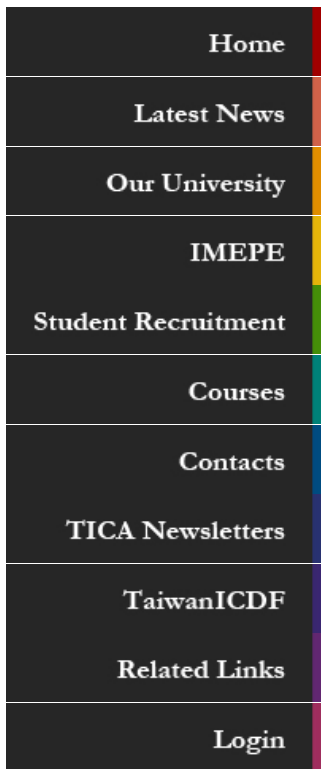 Home
Latest News
Our University
IMEPE
Student Recruitment
Courses
Contacts
TICA Newsletters
TaiwanICDF
Related Links
Login